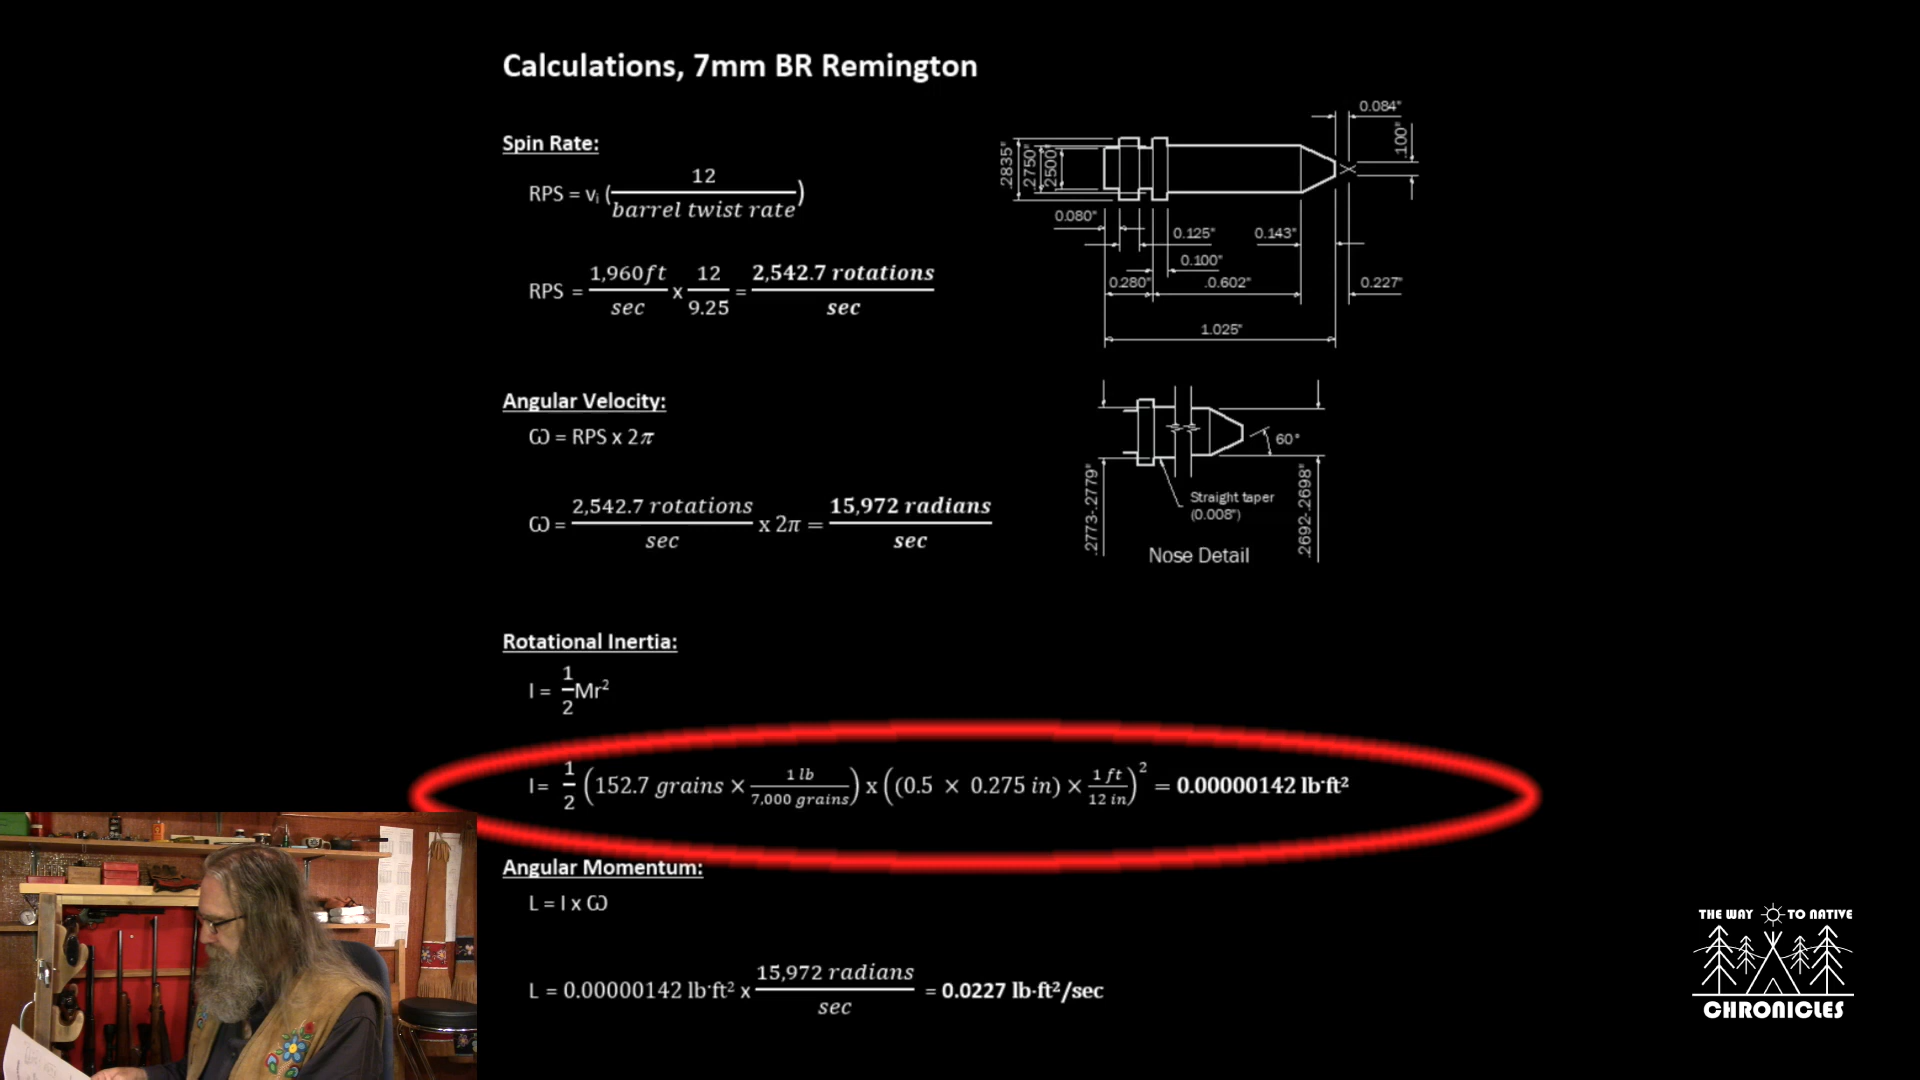 Calculations, 7mm BR Remington
Spin Rate:
RPS = vᵢ (12 / barrel twist rate)
RPS = 1,960ft / sec x 12 / 9.25 = 2,542.7 rotations / sec
Angular Velocity:
ω = RPS x 2π
ω = 2,542.7 rotations / sec x 2π = 15,972 radians / sec
Rotational Inertia:
I = 1/2 Mr²
I = 1/2 (152.7 grains × 1 lb / 7,000 grains) x ((0.5 × 0.275 in) × 1 ft / 12 in)² = 0.00000142 lb·ft²
Angular Momentum:
L = I x ω
L = 0.00000142 lb·ft² x 15,972 radians / sec = 0.0227 lb·ft²/sec
0.084"
.100"
.2835"
.2750"
.2500"
0.080"
0.125"
0.143"
0.100"
0.280"
.0.602"
0.227"
1.025"
60°
.2773-.2779"
Straight taper
(0.008")
.2692-.2698"
Nose Detail
THE WAY TO NATIVE
CHRONICLES